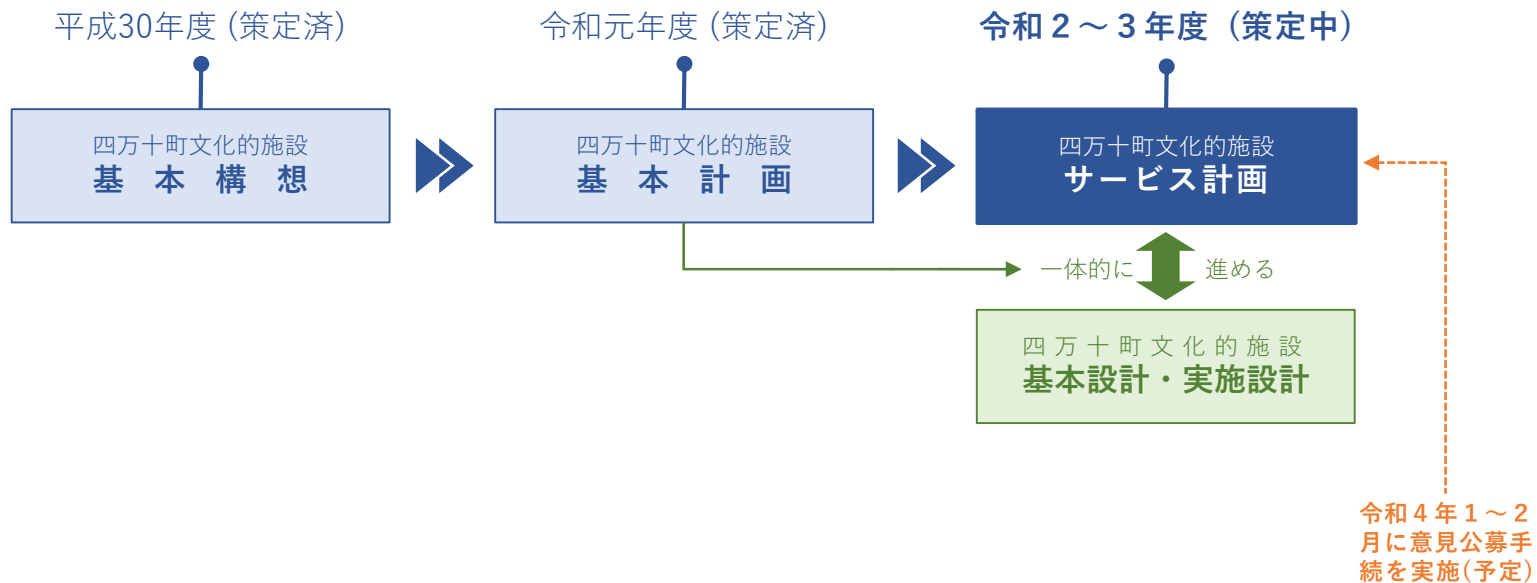 平成30年度 (策定済)
令和元年度 (策定済)
令和２～３年度 (策定中)
四万十町文化的施設
基本構想
四万十町文化的施設
基本計画
四万十町文化的施設
サービス計画
一体的に 進める
四万十町文化的施設
基本設計・実施設計
令和４年１～２
月に意見公募手
続を実施(予定)